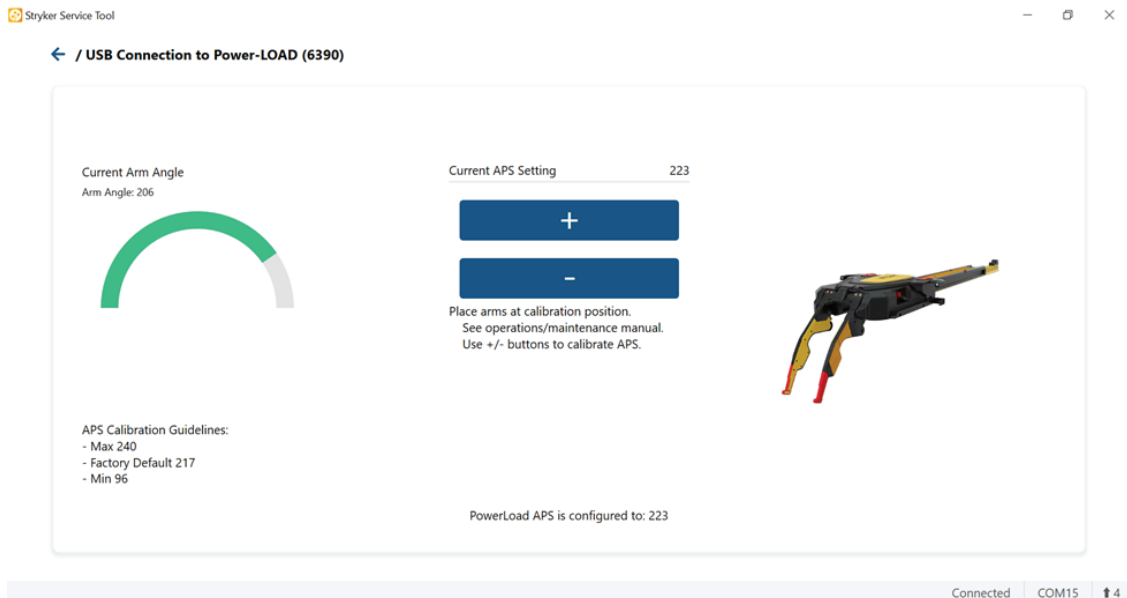 Stryker Service Tool
/ USB Connection to Power-LOAD (6390)
Current Arm Angle
Arm Angle: 206
Current APS Setting 223
+
-
Place arms at calibration position.
See operations/maintenance manual.
Use +/- buttons to calibrate APS.
APS Calibration Guidelines:
- Max 240
- Factory Default 217
- Min 96
PowerLoad APS is configured to: 223
Connected COM15 4